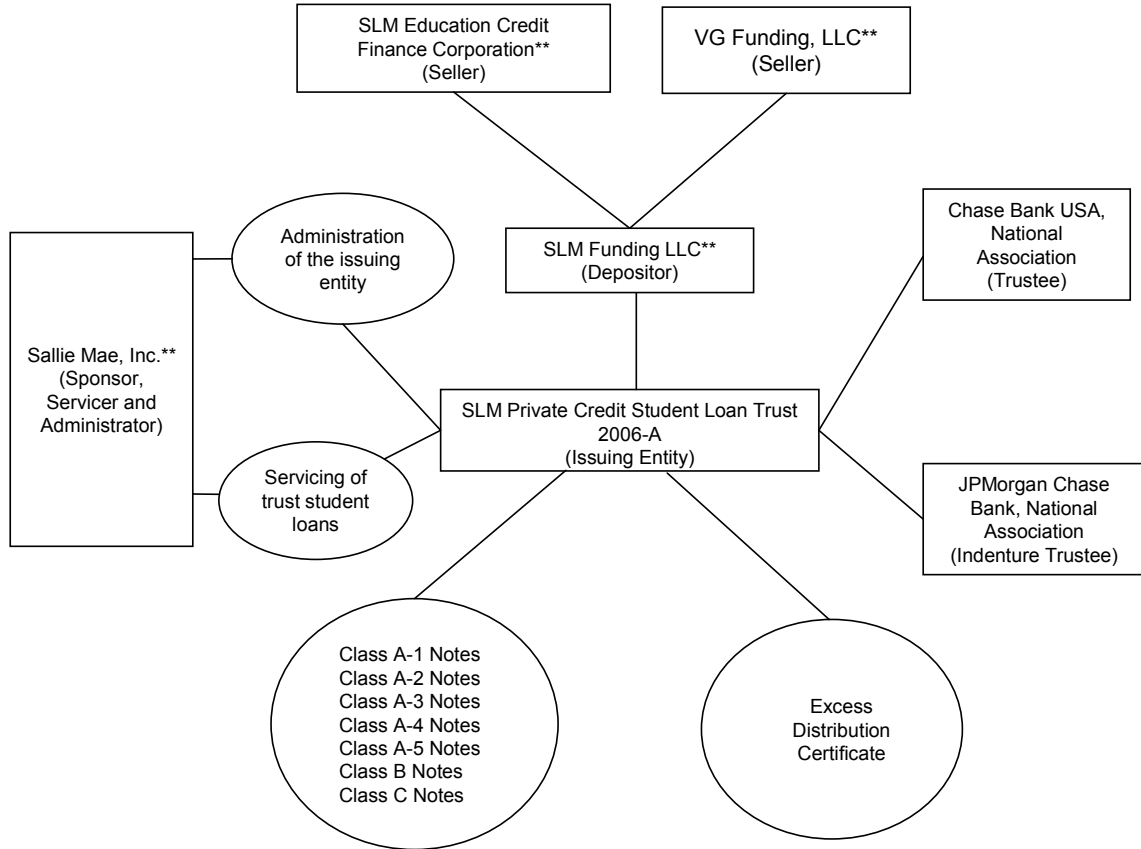 SLM Education Credit
Finance Corporation**
(Seller)
VG Funding, LLC**
(Seller)
Administration
of the issuing
entity
SLM Funding LLC**
(Depositor)
Chase Bank USA,
National
Association
(Trustee)
Sallie Mae, Inc.**
(Sponsor,
Servicer and
Administrator)
SLM Private Credit Student Loan Trust
2006-A
(Issuing Entity)
Servicing of
trust student
loans
JPMorgan Chase
Bank, National
Association
(Indenture Trustee)
Class A-1 Notes
Class A-2 Notes
Class A-3 Notes
Class A-4 Notes
Class A-5 Notes
Class B Notes
Class C Notes
Excess
Distribution
Certificate